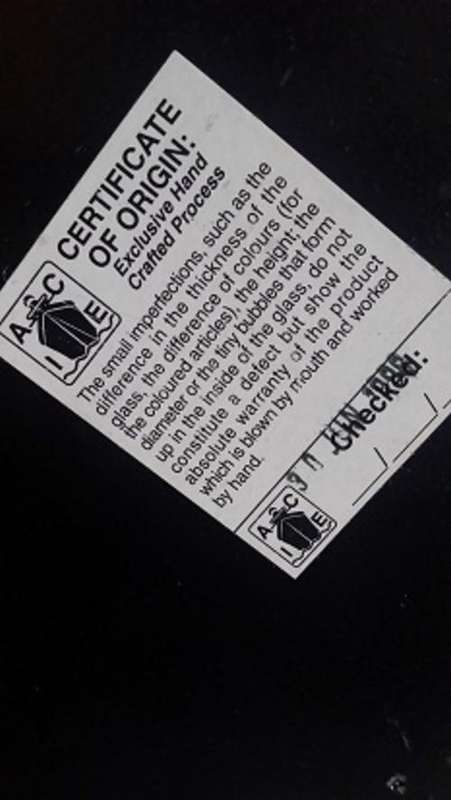 A C
I E
CERTIFICATE
OF ORIGIN:
Exclusive Hand
Crafted Process
The small imperfections, such as the
difference in the thickness of the
glass, the difference of colours (for
the coloured articles), the height: the
diameter or the tiny bubbles that form
up in the inside of the glass, do not
constitute a defect but show the
absolute warranty of the product
which is blown by mouth and worked
by hand.
A C
I E
30 JUN
Checked: